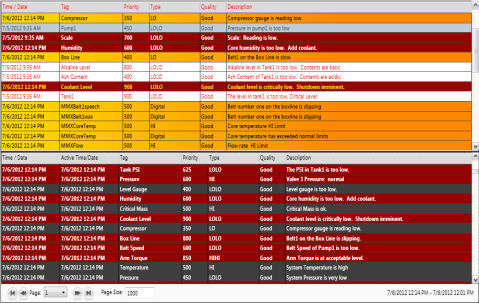 Time / Date Tag Priority Type Quality Description
7/6/2012 12:14 PM Compressor 350 LO Good Compressor gauge is reading low.
7/5/2012 9:35 AM Pump1 450 LOLO Good Pressure in pump1 is too low
7/5/2012 9:35 AM Scale 700 LOLO Good Scale: Reading is low.
7/6/2012 12:14 PM Humidity 600 LOLO Good Core humidity is too low. Add coolant.
7/6/2012 12:14 PM Box Line 400 LO Good Belt1 on the Box Line is slow.
7/5/2012 9:35 AM Alkaline Level 800 LOLO Good Alkaline level in Tank1 is too low. Contents are basic
7/5/2012 9:35 AM Ash Content 400 LOLO Good Ash Content of Tank1 is too low. Contents are acidic
7/6/2012 12:14 PM Coolant Level 900 LOLO Good Coolant level is critically low. Shutdown imminent.
7/5/2012 9:35 AM Tank1 900 LOLO Good The level in tank1 is too low. Critical Level!
7/6/2012 12:14 PM MMXBelt2speech 500 Digital Good Belt number one on the boxline is slipping
7/6/2012 12:14 PM MMXBelt1wav 500 Digital Good Belt number one on the boxline is slipping
7/6/2012 12:14 PM MMXCoreTemp 500 HI Good Core temperature HI Limit
7/6/2012 12:14 PM MMXCoreTemp 500 Digital Good Core temperature has exceeded normal limits
7/6/2012 12:14 PM MMXFlow 500 HI Good Flow rate HI Limit
Time / Date Active Time/Date Tag Priority Type Quality Description
7/6/2012 12:14 PM 7/6/2012 12:14 PM Tank PSI 625 LOLO Good The PSI in Tank1 is too low.
7/6/2012 12:14 PM 7/6/2012 12:14 PM Pressure 600 HI Good Valve 3 Pressure: normal
7/6/2012 12:14 PM 7/6/2012 12:14 PM Level Gauge 400 LOLO Good Level gauge is too low.
7/6/2012 12:14 PM 7/6/2012 12:14 PM Humidity 600 LOLO Good Core humidity is too low. Add coolant.
7/6/2012 12:14 PM 7/6/2012 12:14 PM Critical Mass 500 HI Good Critical Mass is ok.
7/6/2012 12:14 PM 7/6/2012 12:14 PM Coolant Level 900 LOLO Good Coolant level is critically low. Shutdown imminent.
7/6/2012 12:14 PM 7/6/2012 12:14 PM Compressor 350 LO Good Compressor gauge is reading low.
7/6/2012 12:14 PM 7/6/2012 12:14 PM Box Line 800 LOLO Good Belt1 on the Box Line is slipping.
7/6/2012 12:14 PM 7/6/2012 12:14 PM Belt Speed 600 LOLO Good Belt Speed of Pump1 is too low.
7/6/2012 12:14 PM 7/6/2012 12:14 PM Arm Torque 850 HIHI Good Arm Torque is at acceptable level.
7/6/2012 12:14 PM 7/6/2012 12:14 PM Temperature 500 HI Good System Temperature is high
7/6/2012 12:14 PM 7/6/2012 12:14 PM Pressure 450 LOLO Good System Pressure is very low
Page: 1 Page Size: 1000 7/6/2012 12:14 PM - 7/8/2012 12:01 PM